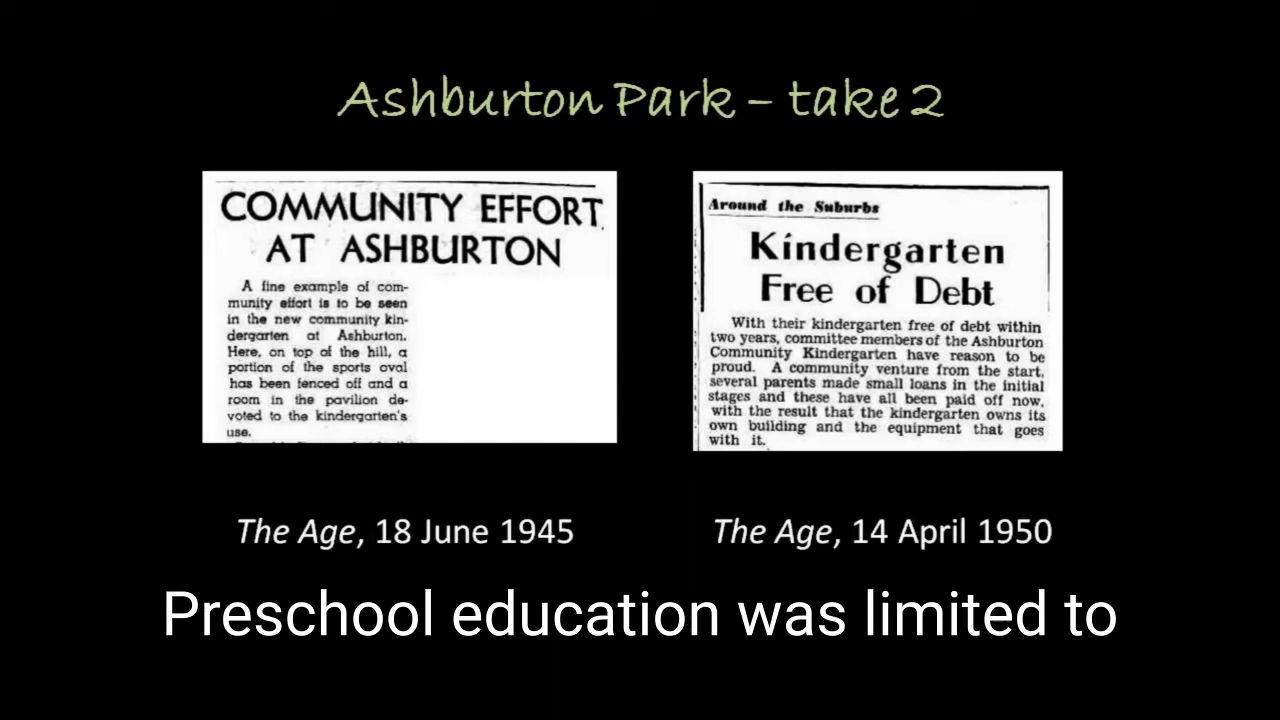 Ashburton Park – take 2
COMMUNITY EFFORT
AT ASHBURTON
A fine example of com-
munity effort is to be seen
in the new community kin-
dergarten at Ashburton.
Here, on top of the hill, a
portion of the sports oval
has been fenced off and a
room in the pavilion de-
voted to the kindergarten's
use.
Around the Suburbs
Kindergarten
Free of Debt
With their kindergarten free of debt within
two years, committee members of the Ashburton
Community Kindergarten have reason to be
proud. A community venture from the start,
several parents made small loans in the initial
stages and these have all been paid off now,
with the result that the kindergarten owns its
own building and the equipment that goes
with it.
The Age, 18 June 1945
The Age, 14 April 1950
Preschool education was limited to